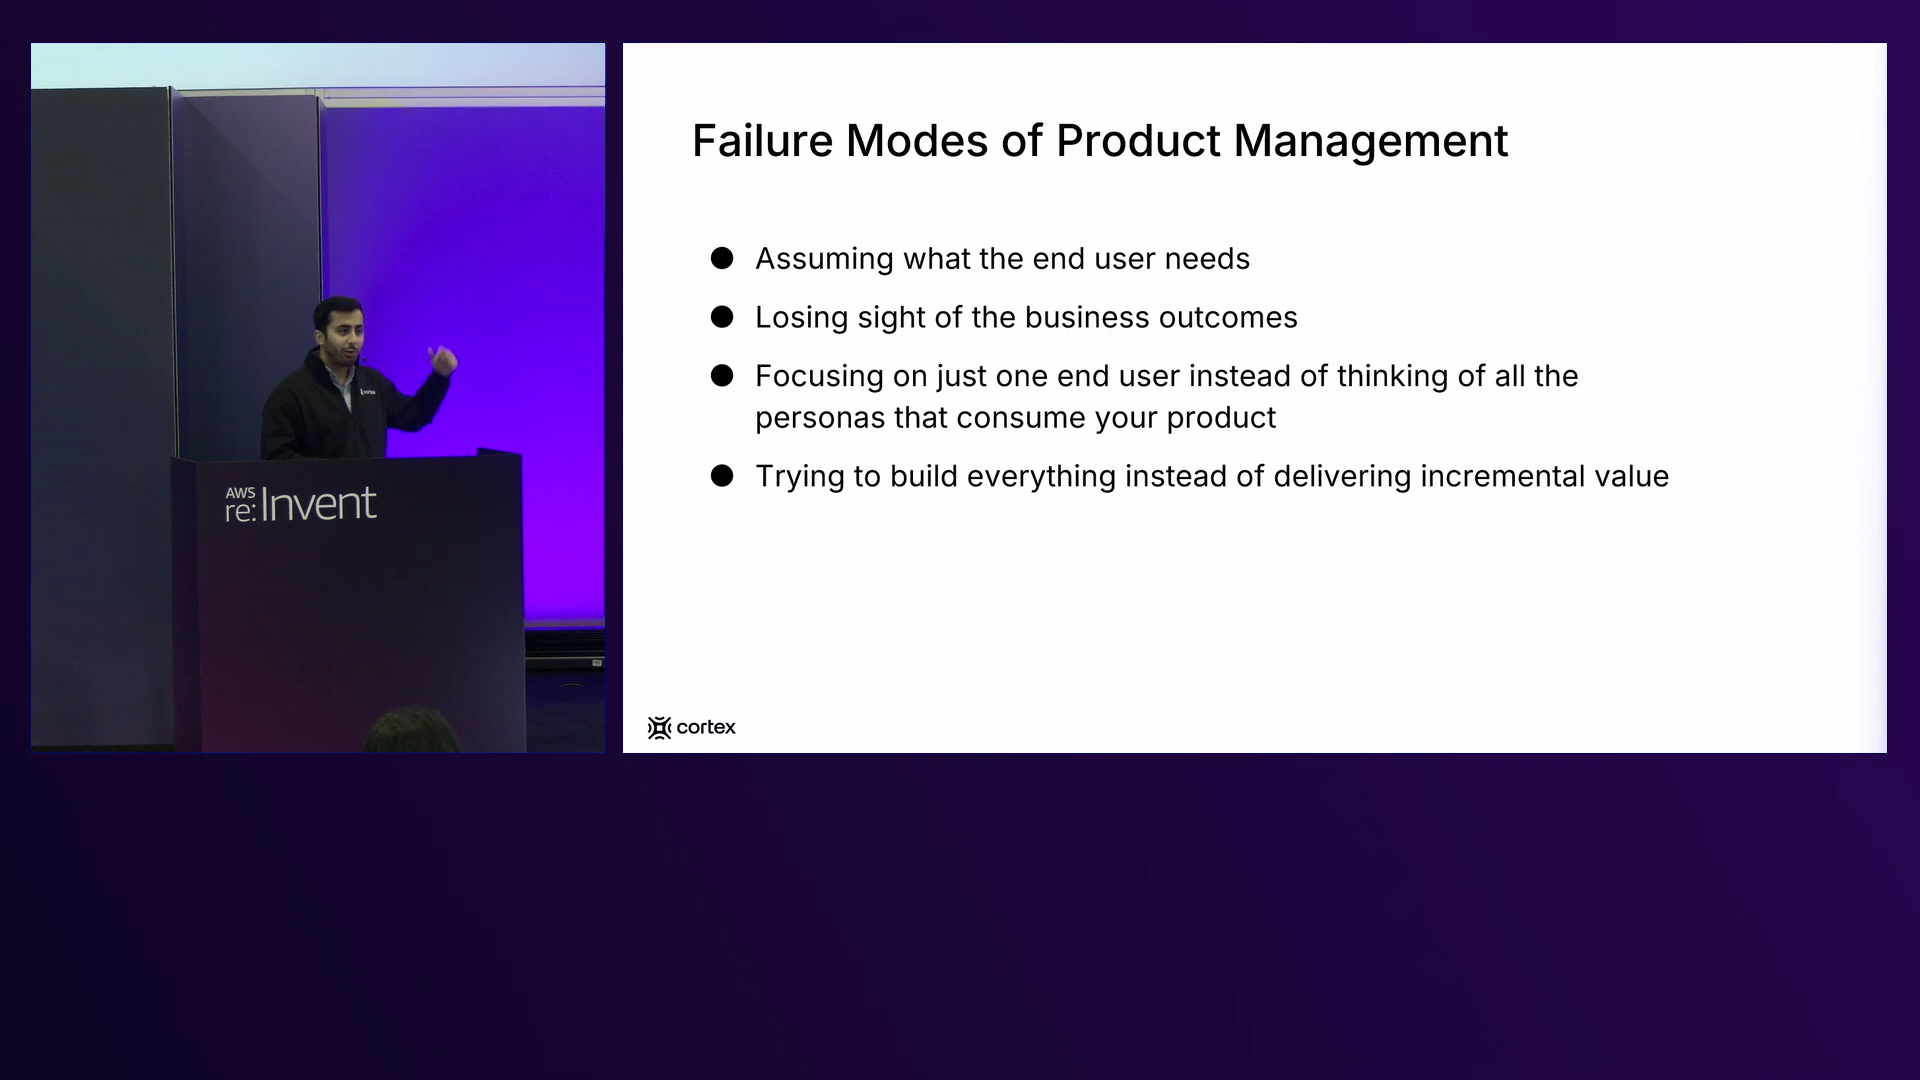 AWS
re:Invent
Failure Modes of Product Management
● Assuming what the end user needs
● Losing sight of the business outcomes
● Focusing on just one end user instead of thinking of all the
personas that consume your product
● Trying to build everything instead of delivering incremental value
cortex
cortex